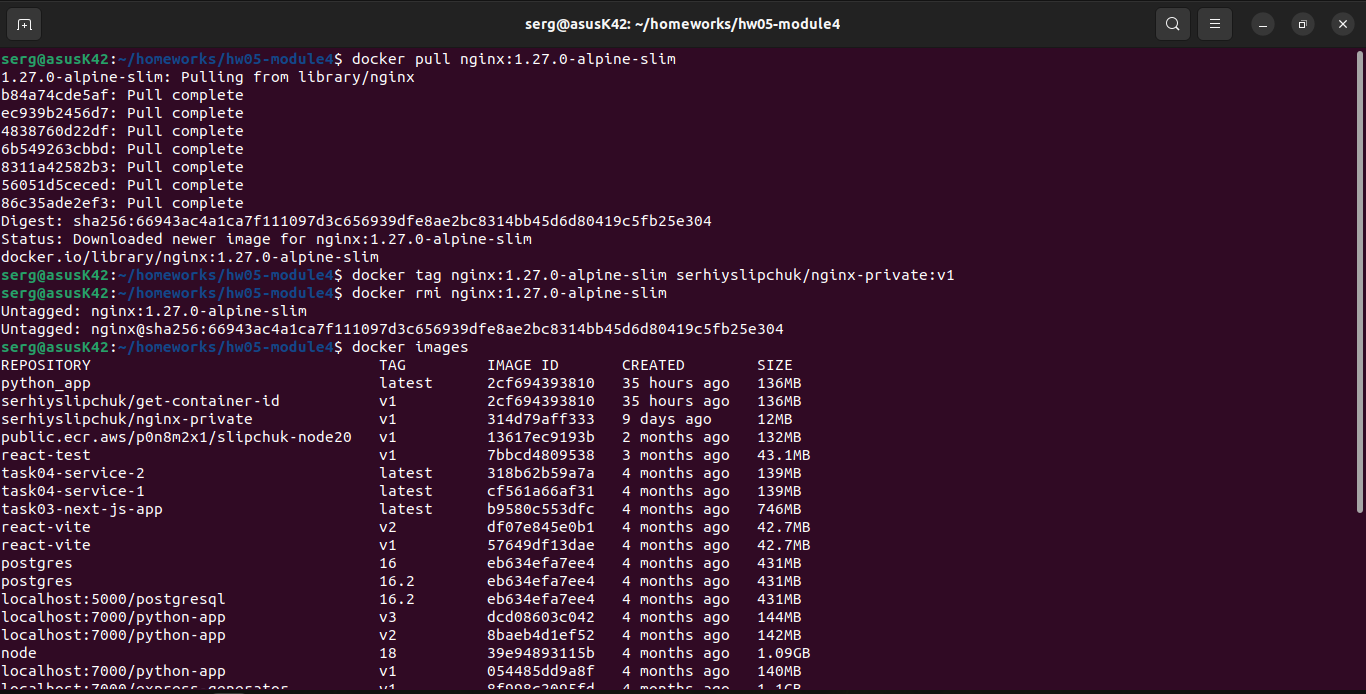 serg@asusK42: ~/homeworks/hw05-module4
serg@asusK42:~/homeworks/hw05-module4$ docker pull nginx:1.27.0-alpine-slim
1.27.0-alpine-slim: Pulling from library/nginx
b84a74cde5af: Pull complete
ec939b2456d7: Pull complete
4838760d22df: Pull complete
6b549263cbbd: Pull complete
8311a42582b3: Pull complete
56051d5ceced: Pull complete
86c35ade2ef3: Pull complete
Digest: sha256:66943ac4a1ca7f111097d3c656939dfe8ae2bc8314bb45d6d80419c5fb25e304
Status: Downloaded newer image for nginx:1.27.0-alpine-slim
docker.io/library/nginx:1.27.0-alpine-slim
serg@asusK42:~/homeworks/hw05-module4$ docker tag nginx:1.27.0-alpine-slim serhiyslipchuk/nginx-private:v1
serg@asusK42:~/homeworks/hw05-module4$ docker rmi nginx:1.27.0-alpine-slim
Untagged: nginx:1.27.0-alpine-slim
Untagged: nginx@sha256:66943ac4a1ca7f111097d3c656939dfe8ae2bc8314bb45d6d80419c5fb25e304
serg@asusK42:~/homeworks/hw05-module4$ docker images
REPOSITORY TAG IMAGE ID CREATED SIZE
python_app latest 2cf694393810 35 hours ago 136MB
serhiyslipchuk/get-container-id v1 2cf694393810 35 hours ago 136MB
serhiyslipchuk/nginx-private v1 314d79aff333 9 days ago 12MB
public.ecr.aws/p0n8m2x1/slipchuk-node20 v1 13617ec9193b 2 months ago 132MB
react-test v1 7bbcd4809538 3 months ago 43.1MB
task04-service-2 latest 318b62b59a7a 4 months ago 139MB
task04-service-1 latest cf561a66af31 4 months ago 139MB
task03-next-js-app latest b9580c553dfc 4 months ago 746MB
react-vite v2 df07e845e0b1 4 months ago 42.7MB
react-vite v1 57649df13dae 4 months ago 42.7MB
postgres 16 eb634efa7ee4 4 months ago 431MB
postgres 16.2 eb634efa7ee4 4 months ago 431MB
localhost:5000/postgresql 16.2 eb634efa7ee4 4 months ago 431MB
localhost:7000/python-app v3 dcd08603c042 4 months ago 144MB
localhost:7000/python-app v2 8baeb4d1ef52 4 months ago 142MB
node 18 39e94893115b 4 months ago 1.09GB
localhost:7000/python-app v1 054485dd9a8f 4 months ago 140MB
localhost:7000/express-generator v1 8f998c2095fd 4 months ago 1.1GB